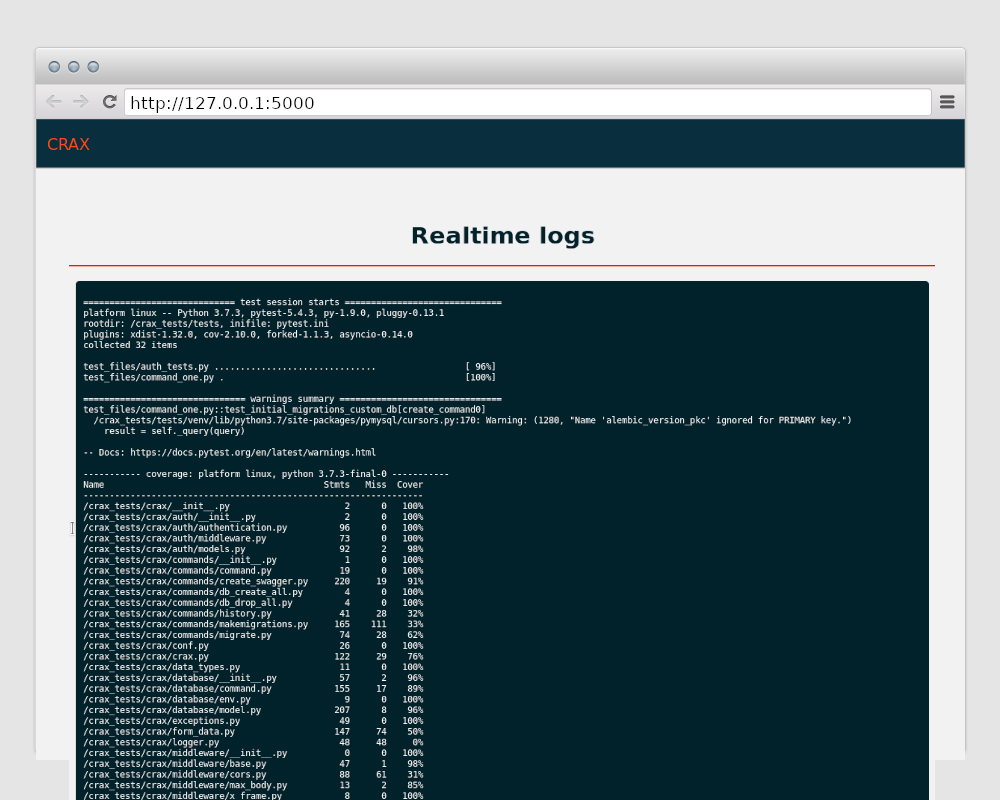 http://127.0.0.1:5000
CRAX
Realtime logs
============================= test session starts ==============================
platform linux -- Python 3.7.3, pytest-5.4.3, py-1.9.0, pluggy-0.13.1
rootdir: /crax_tests/tests, inifile: pytest.ini
plugins: xdist-1.32.0, cov-2.10.0, forked-1.1.3, asyncio-0.14.0
collected 32 items
test_files/auth_tests.py ............................... [ 96%]
test_files/command_one.py . [100%]
=============================== warnings summary ===============================
test_files/command_one.py::test_initial_migrations_custom_db[create_command0]
/crax_tests/tests/venv/lib/python3.7/site-packages/pymysql/cursors.py:170: Warning: (1280, "Name 'alembic_version_pkc' ignored for PRIMARY key.")
result = self._query(query)
-- Docs: https://docs.pytest.org/en/latest/warnings.html
----------- coverage: platform linux, python 3.7.3-final-0 -----------
Name Stmts Miss Cover
-----------------------------------------------------------------
/crax_tests/crax/__init__.py 2 0 100%
/crax_tests/crax/auth/__init__.py 2 0 100%
/crax_tests/crax/auth/authentication.py 96 0 100%
/crax_tests/crax/auth/middleware.py 73 0 100%
/crax_tests/crax/auth/models.py 92 2 98%
/crax_tests/crax/commands/__init__.py 1 0 100%
/crax_tests/crax/commands/command.py 19 0 100%
/crax_tests/crax/commands/create_swagger.py 220 19 91%
/crax_tests/crax/commands/db_create_all.py 4 0 100%
/crax_tests/crax/commands/db_drop_all.py 4 0 100%
/crax_tests/crax/commands/history.py 41 28 32%
/crax_tests/crax/commands/makemigrations.py 165 111 33%
/crax_tests/crax/commands/migrate.py 74 28 62%
/crax_tests/crax/conf.py 26 0 100%
/crax_tests/crax/crax.py 122 29 76%
/crax_tests/crax/data_types.py 11 0 100%
/crax_tests/crax/database/__init__.py 57 2 96%
/crax_tests/crax/database/command.py 155 17 89%
/crax_tests/crax/database/env.py 9 0 100%
/crax_tests/crax/database/model.py 207 8 96%
/crax_tests/crax/exceptions.py 49 0 100%
/crax_tests/crax/form_data.py 147 74 50%
/crax_tests/crax/logger.py 48 48 0%
/crax_tests/crax/middleware/__init__.py 0 0 100%
/crax_tests/crax/middleware/base.py 47 1 98%
/crax_tests/crax/middleware/cors.py 88 61 31%
/crax_tests/crax/middleware/max_body.py 13 2 85%
/crax_tests/crax/middleware/x_frame.py 8 0 100%